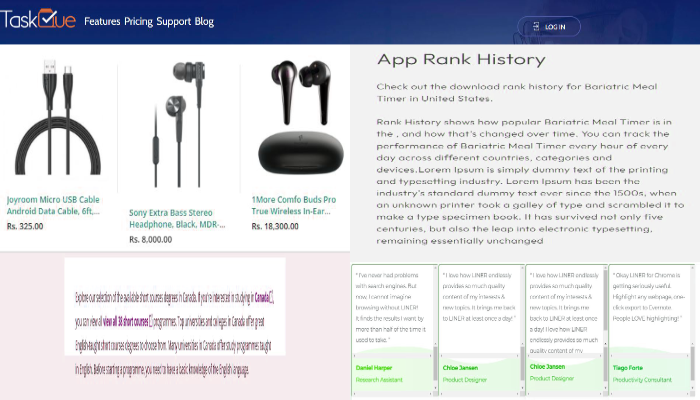 TaskQue
Features Pricing Support Blog
LOG IN
Joyroom Micro USB Cable
Android Data Cable, 6ft,...
Rs. 325.00
Sony Extra Bass Stereo
Headphone, Black, MDR-...
Rs. 8,000.00
1More Comfo Buds Pro
True Wireless In-Ear...
Rs. 18,300.00
App Rank History
Check out the download rank history for Bariatric Meal
Timer in United States.
Rank History shows how popular Bariatric Meal Timer is in
the , and how that's changed over time. You can track the
performance of Bariatric Meal Timer every hour of every
day across different countries, categories and
devices.Lorem Ipsum is simply dummy text of the printing
and typesetting industry. Lorem Ipsum has been the
industry's standard dummy text ever since the 1500s, when
an unknown printer took a galley of type and scrambled it to
make a type specimen book. It has survived not only five
centuries, but also the leap into electronic typesetting,
remaining essentially unchanged
Explore our selection of the available short courses degrees in Canada. If you're interested in studying in Canada,
you can view all view all 38 short courses programmes. Top universities and colleges in Canada offer great
English-taught short courses degrees to choose from. Many universities in Canada offer study programmes taught
in English. Before starting a programme, you need to have a basic knowledge of the English language.
"I've never had problems
with search engines. But
now, I cannot imagine
browsing without LINER!
It finds the results I want by
more than half of the time it
used to take."
Daniel Harper
Research Assistant
"I love how LINER endlessly
provides so much quality
content of my interests &
new topics. It brings me back
to LINER at least once a day!"
Chloe Jansen
Product Designer
"I love how LINER
endlessly provides so
much quality content of
my interests & new
topics. It brings me
back to LINER at least
once a day! I love how LINER
endlessly provides so much
quality content of my
Chloe Jansen
Product Designer
"Okay LINER for Chrome is
getting seriously useful.
Highlight any webpage, one-
click export to Evernote.
People LOVE highlighting!"
Tiago Forte
Productivity Consultant